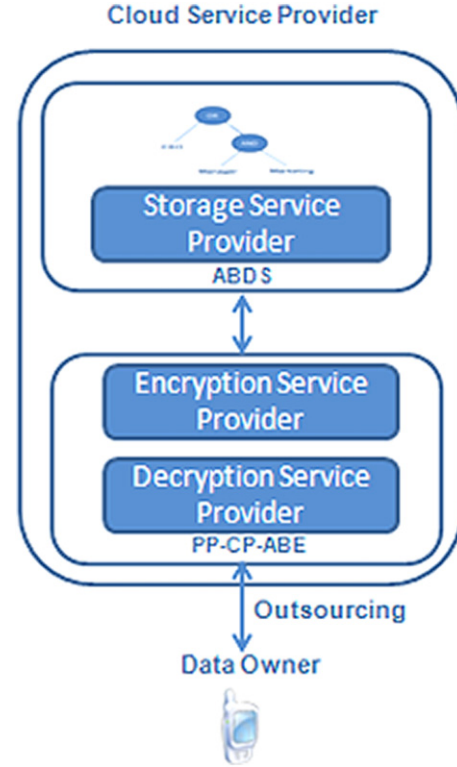 Cloud Service Provider
Storage Service
Provider
ABDS
Encryption Service
Provider
Decryption Service
Provider
PP-CP-ABE
Outsourcing
Data Owner